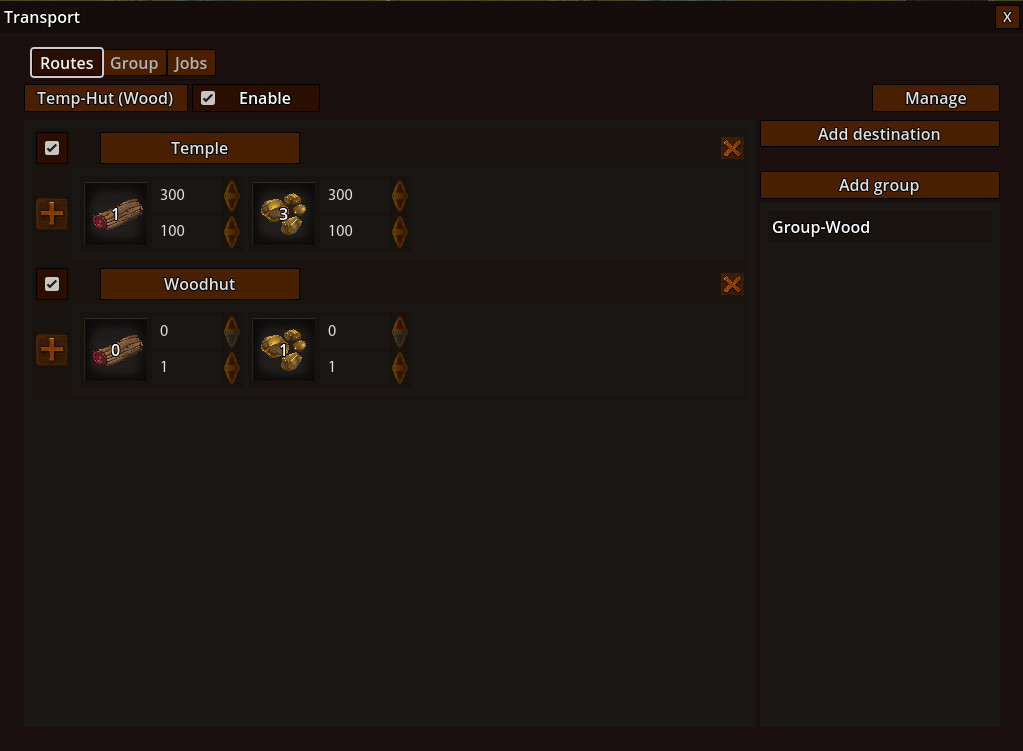 Transport X
Routes Group Jobs
Temp-Hut (Wood) Enable Manage
Add destination
Temple
Add group
1 300 3 300
100 100
Group-Wood
Woodhut
0 0 1 0
1 1